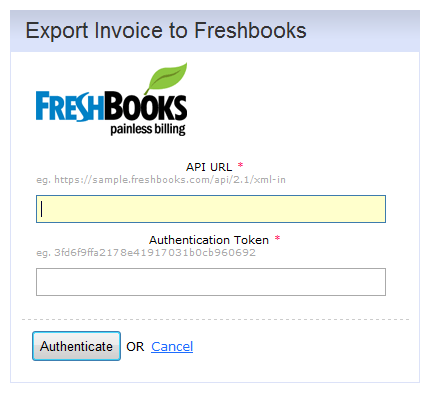 Export Invoice to Freshbooks
FRESHBOOKS
painless billing
API URL *
eg. https://sample.freshbooks.com/api/2.1/xml-in
Authentication Token *
eg. 3fd6f9ffa2178e41917031b0cb960692
Authenticate OR Cancel